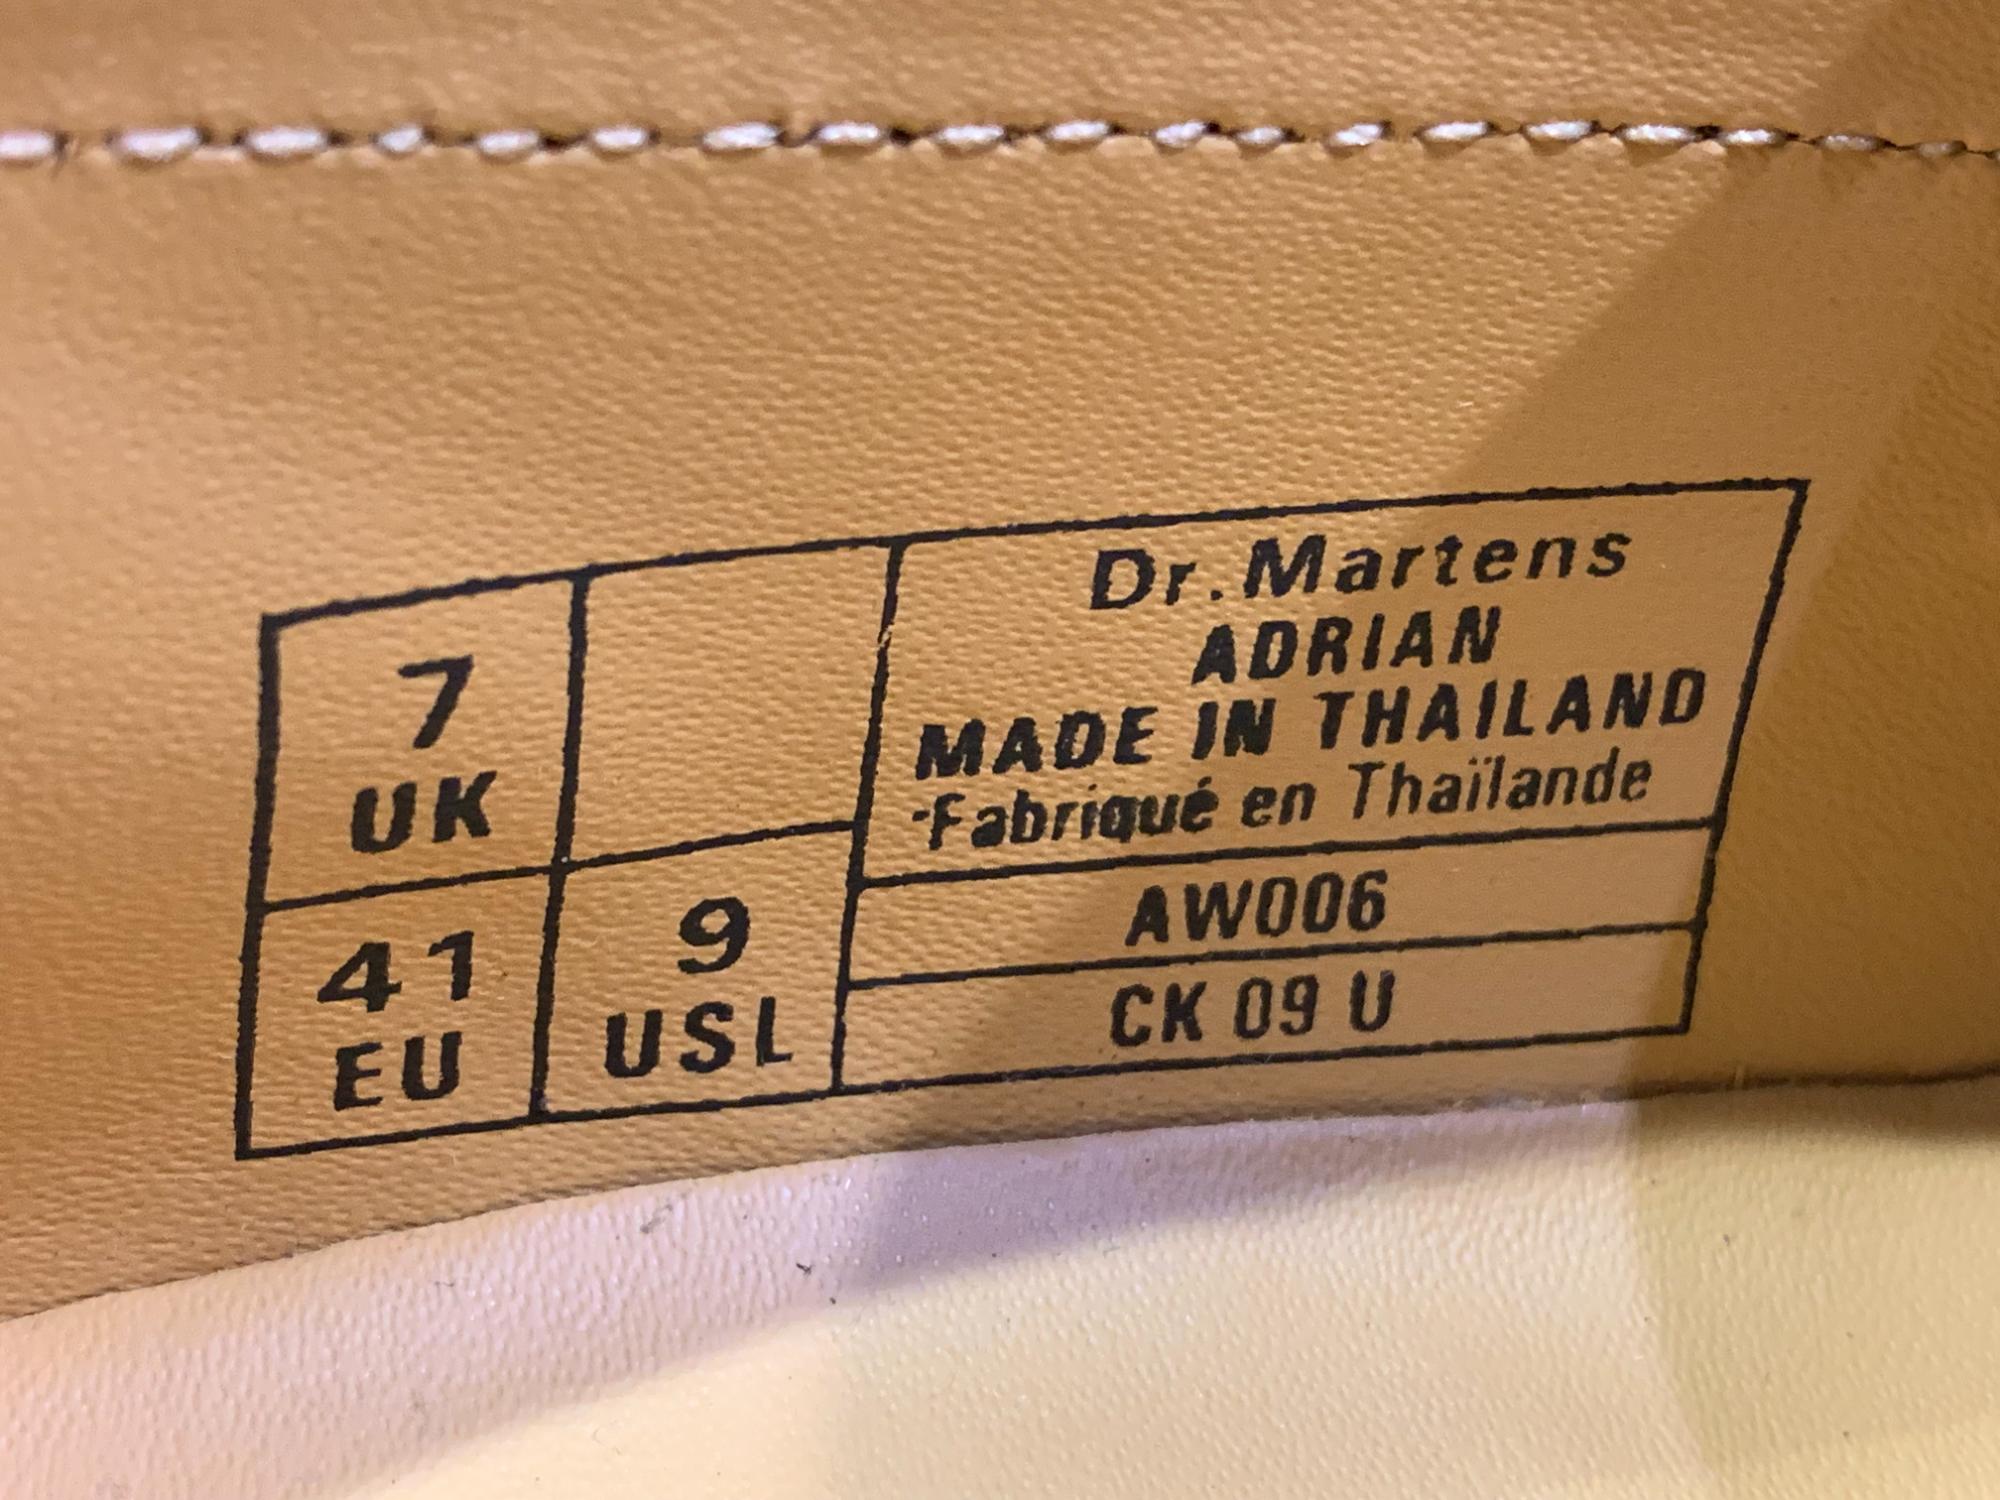 7
UK
41
EU
9
USL
Dr. Martens
ADRIAN
MADE IN THAILAND
Fabriqué en Thaïlande
AW006
CK 09 U